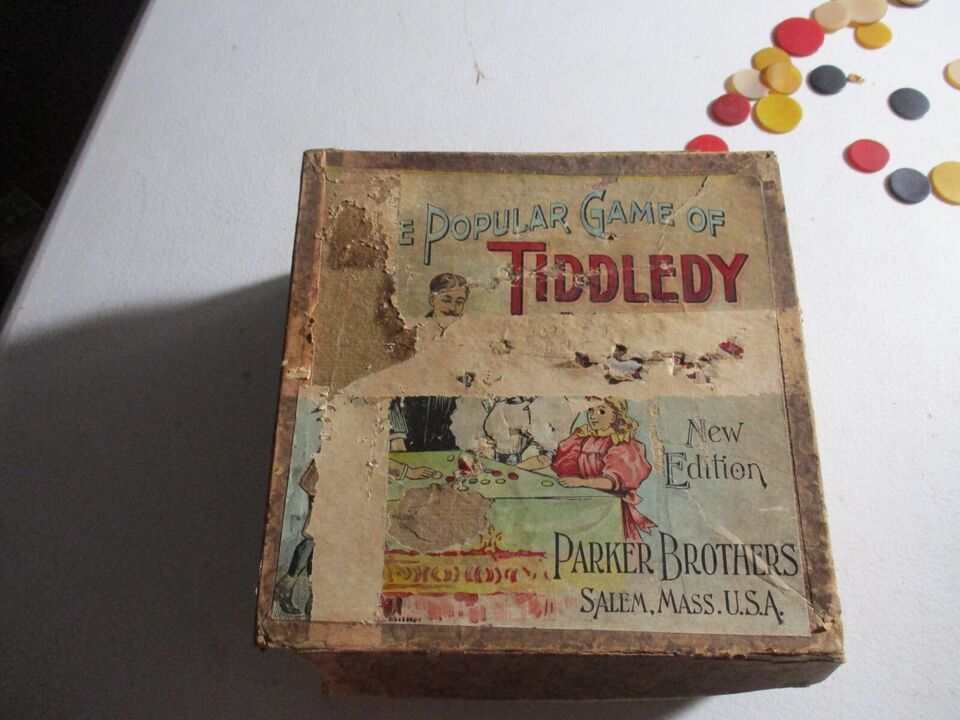 E POPULAR GAME OF
TIDDLEDY
New
Edition
PARKER BROTHERS
SALEM, MASS. U.S.A.